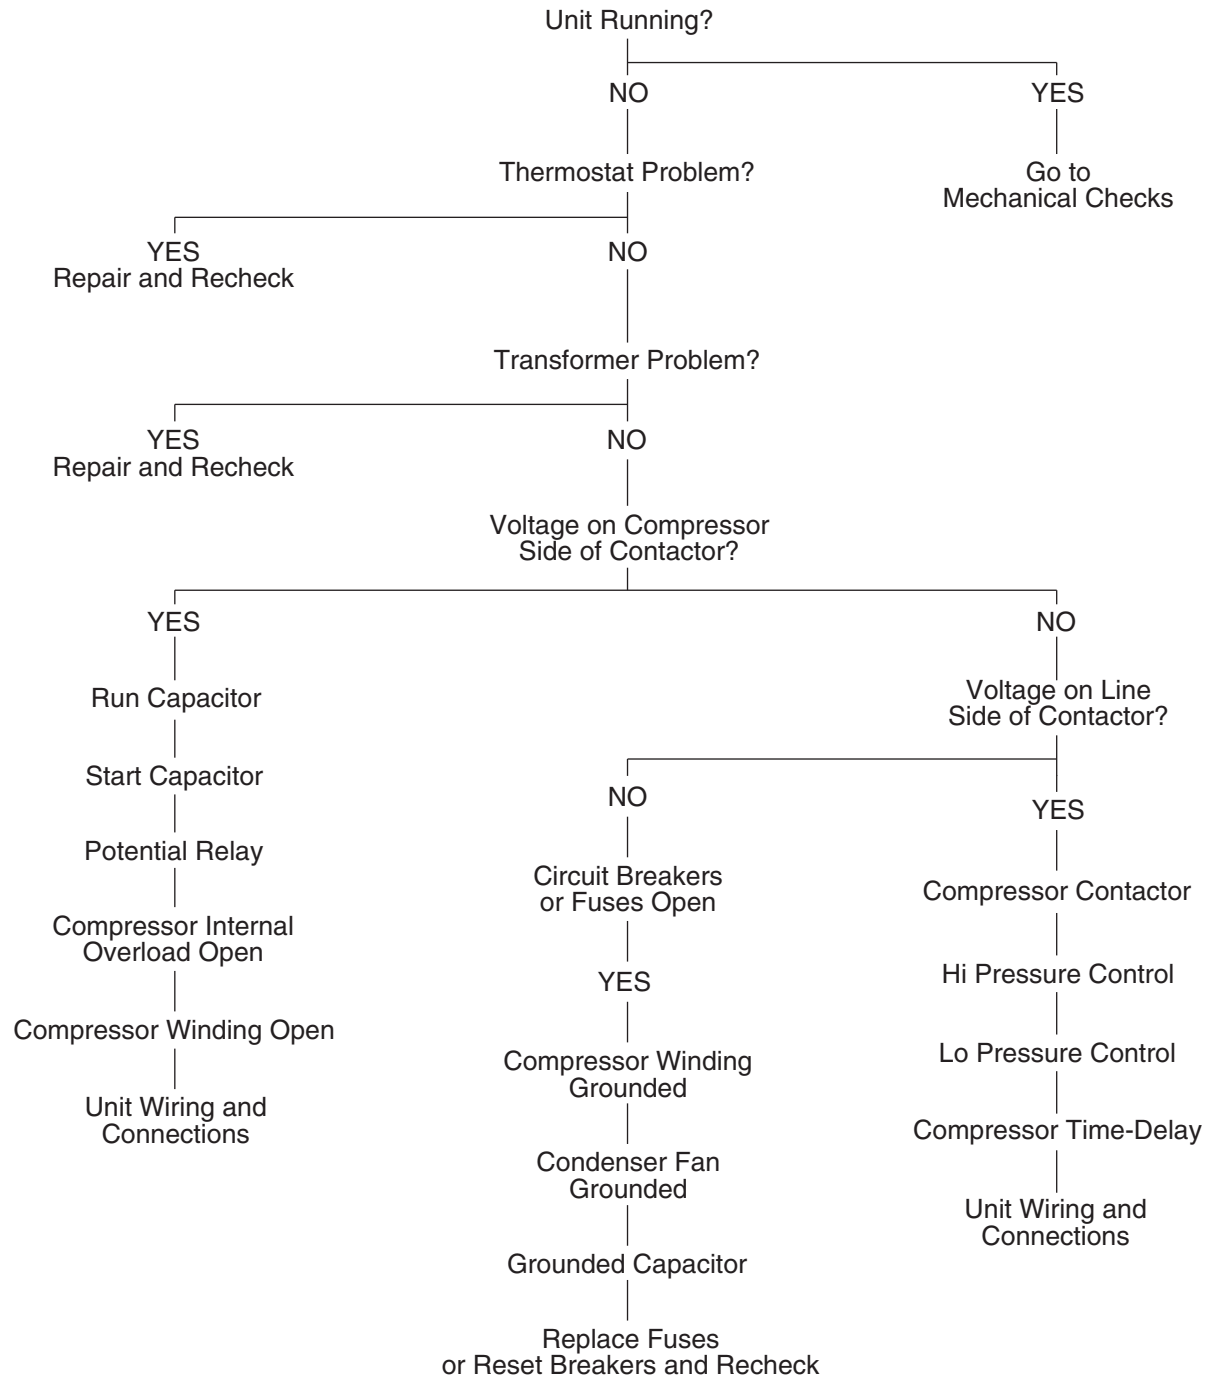 Unit Running?
NO
YES
Thermostat Problem?
Go to
Mechanical Checks
YES
Repair and Recheck
NO
Transformer Problem?
YES
Repair and Recheck
NO
Voltage on Compressor
Side of Contactor?
YES
Run Capacitor
Start Capacitor
Potential Relay
Compressor Internal
Overload Open
Compressor Winding Open
Unit Wiring and
Connections
NO
Voltage on Line
Side of Contactor?
NO
Circuit Breakers
or Fuses Open
YES
Compressor Winding
Grounded
Condenser Fan
Grounded
Grounded Capacitor
Replace Fuses
or Reset Breakers and Recheck
YES
Compressor Contactor
Hi Pressure Control
Lo Pressure Control
Compressor Time-Delay
Unit Wiring and
Connections